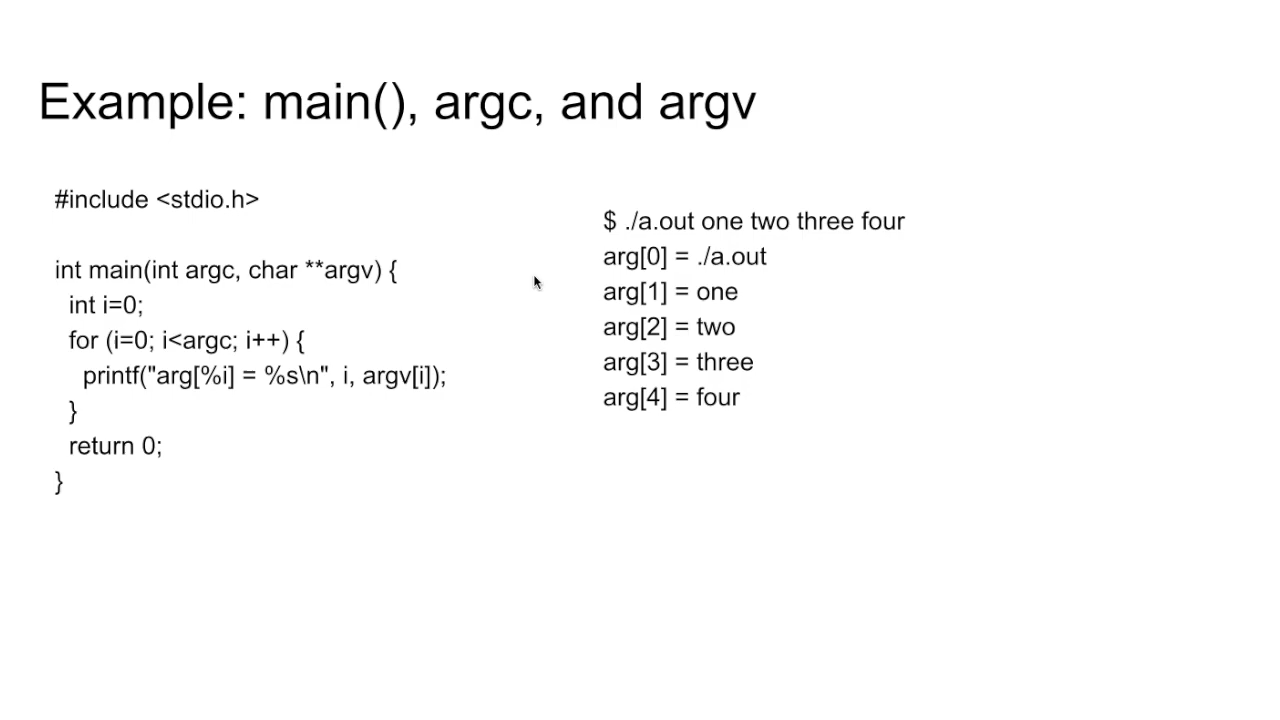 Example: main(), argc, and argv
#include <stdio.h>
int main(int argc, char **argv) {
int i=0;
for (i=0; i<argc; i++) {
printf("arg[%i] = %s\n", i, argv[i]);
}
return 0;
}
$ ./a.out one two three four
arg[0] = ./a.out
arg[1] = one
arg[2] = two
arg[3] = three
arg[4] = four